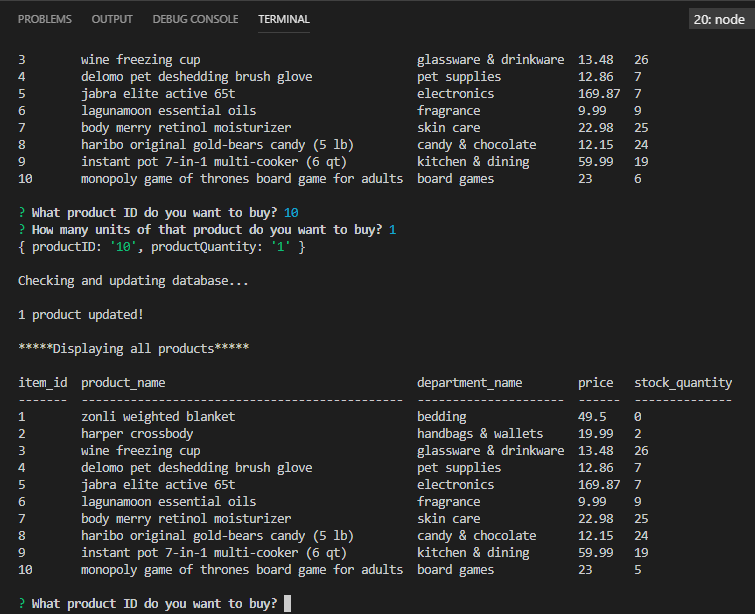 PROBLEMS OUTPUT DEBUG CONSOLE TERMINAL 20: node
3 wine freezing cup glassware & drinkware 13.48 26
4 delomo pet deshedding brush glove pet supplies 12.86 7
5 jabra elite active 65t electronics 169.87 7
6 lagunamoon essential oils fragrance 9.99 9
7 body merry retinol moisturizer skin care 22.98 25
8 haribo original gold-bears candy (5 lb) candy & chocolate 12.15 24
9 instant pot 7-in-1 multi-cooker (6 qt) kitchen & dining 59.99 19
10 monopoly game of thrones board game for adults board games 23 6
? What product ID do you want to buy? 10
? How many units of that product do you want to buy? 1
{ productID: '10', productQuantity: '1' }
Checking and updating database...
1 product updated!
*****Displaying all products*****
item_id product_name department_name price stock_quantity
------- ---------------------------------------------- --------------------- ------ --------------
1 zonli weighted blanket bedding 49.5 0
2 harper crossbody handbags & wallets 19.99 2
3 wine freezing cup glassware & drinkware 13.48 26
4 delomo pet deshedding brush glove pet supplies 12.86 7
5 jabra elite active 65t electronics 169.87 7
6 lagunamoon essential oils fragrance 9.99 9
7 body merry retinol moisturizer skin care 22.98 25
8 haribo original gold-bears candy (5 lb) candy & chocolate 12.15 24
9 instant pot 7-in-1 multi-cooker (6 qt) kitchen & dining 59.99 19
10 monopoly game of thrones board game for adults board games 23 5
? What product ID do you want to buy?